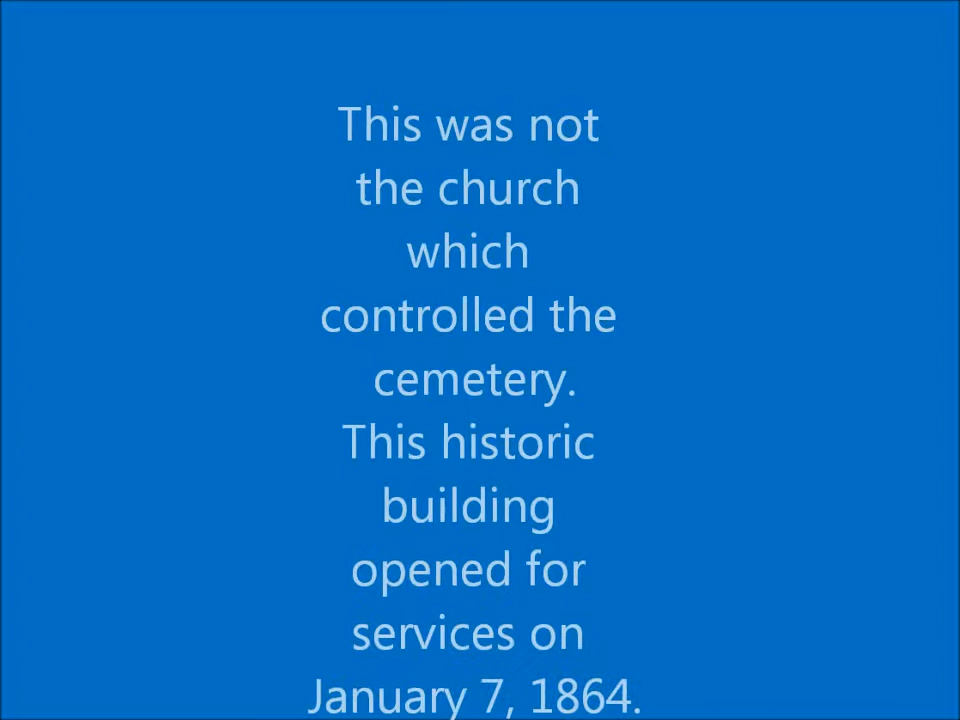 This was not
the church
which
controlled the
cemetery.
This historic
building
opened for
services on
January 7, 1864.